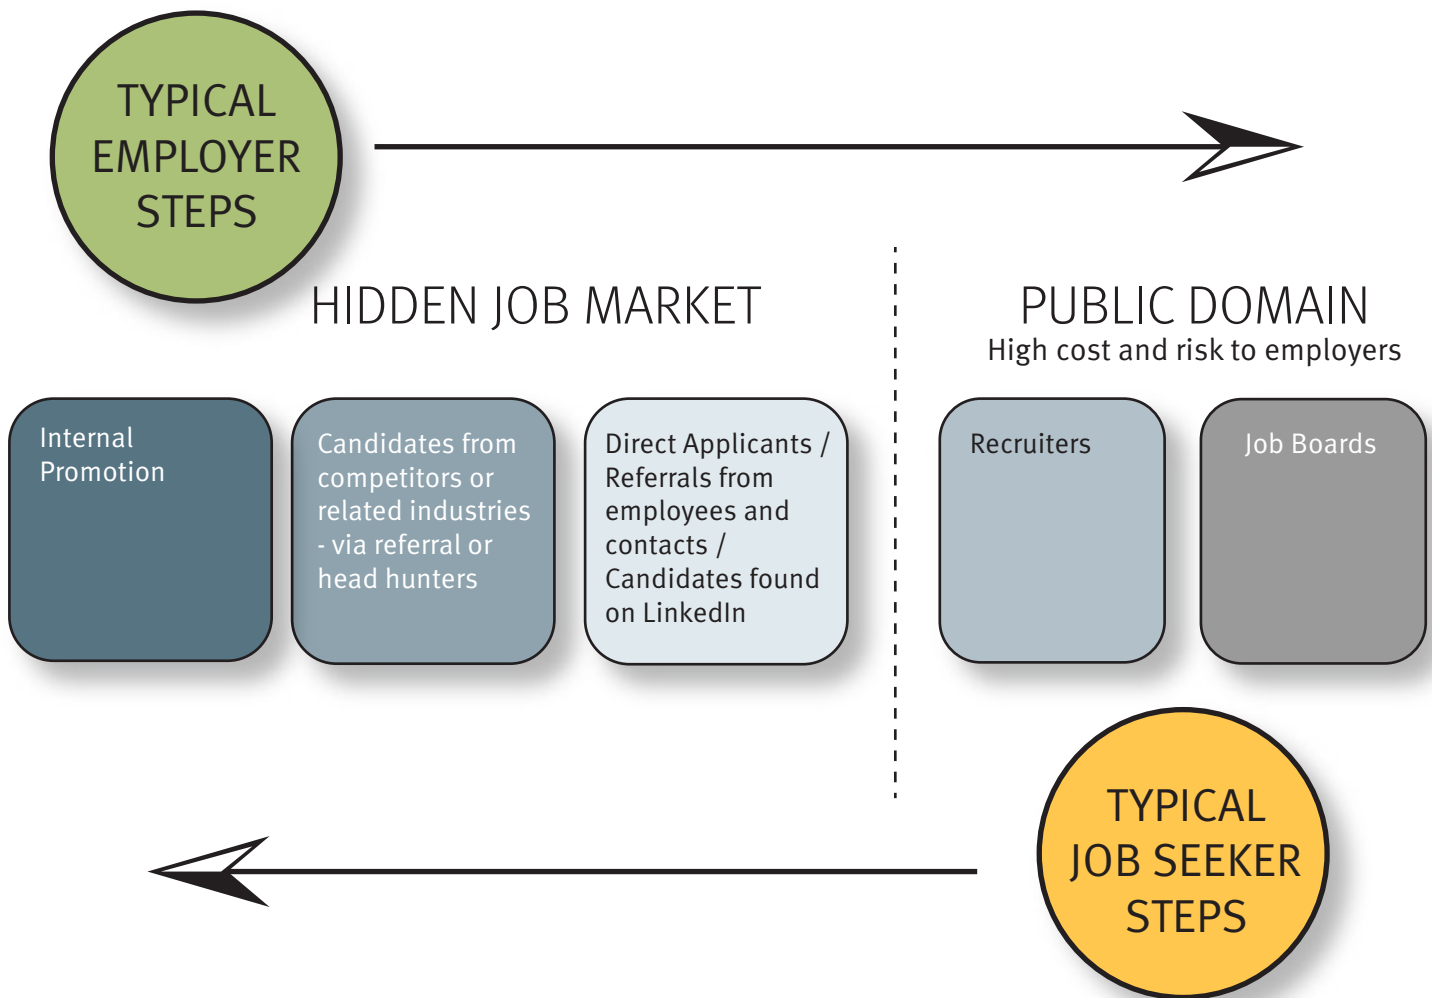 TYPICAL
EMPLOYER
STEPS
HIDDEN JOB MARKET
PUBLIC DOMAIN
High cost and risk to employers
Internal
Promotion
Candidates from
competitors or
related industries
- via referral or
head hunters
Direct Applicants /
Referrals from
employees and
contacts /
Candidates found
on LinkedIn
Recruiters
Job Boards
TYPICAL
JOB SEEKER
STEPS